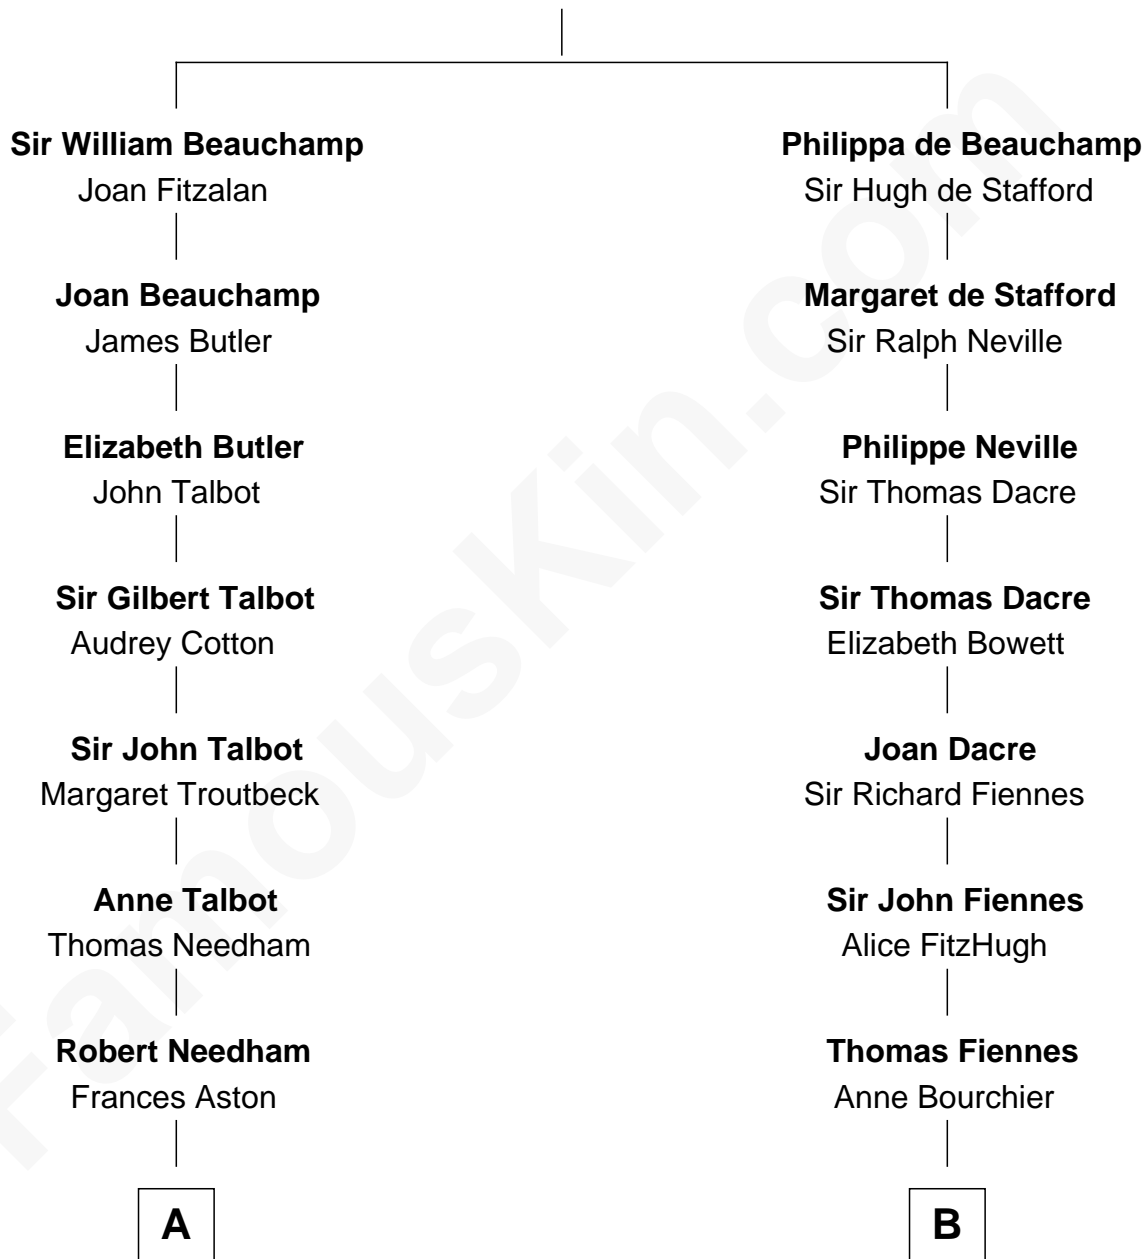 Sir William Beauchamp
Joan Fitzalan
Joan Beauchamp
James Butler
Elizabeth Butler
John Talbot
Sir Gilbert Talbot
Audrey Cotton
Sir John Talbot
Margaret Troutbeck
Anne Talbot
Thomas Needham
Robert Needham
Frances Aston
A
Philippa de Beauchamp
Sir Hugh de Stafford
Margaret de Stafford
Sir Ralph Neville
Philippe Neville
Sir Thomas Dacre
Sir Thomas Dacre
Elizabeth Bowett
Joan Dacre
Sir Richard Fiennes
Sir John Fiennes
Alice FitzHugh
Thomas Fiennes
Anne Bourchier
B
FamousKin.com